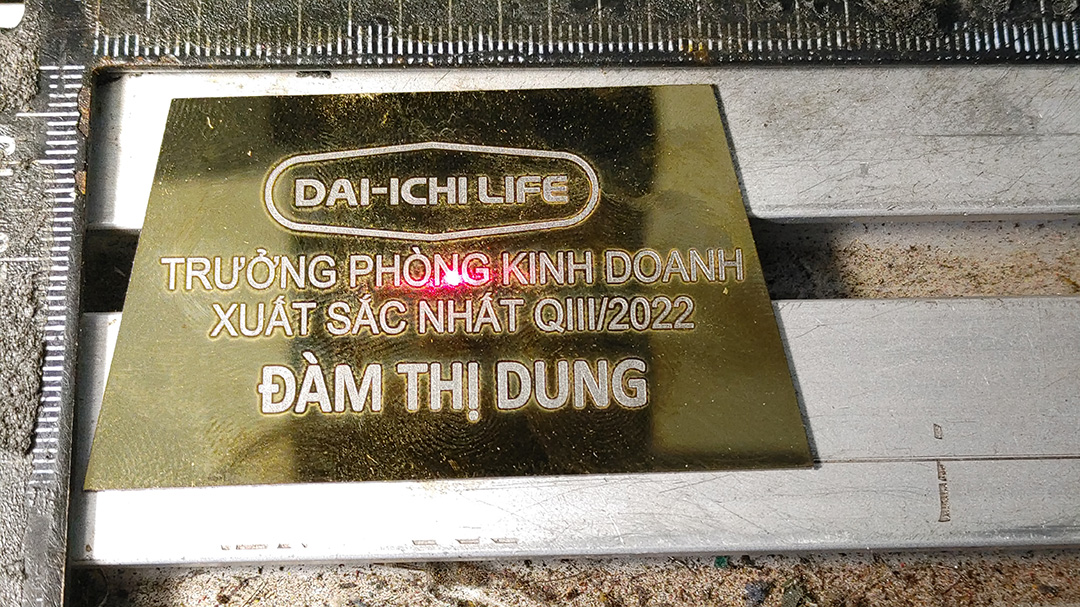 DAI-ICHI LIFE
TRƯỞNG PHÒNG KINH DOANH
XUẤT SẮC NHẤT QIII/2022
ĐÀM THỊ DUNG